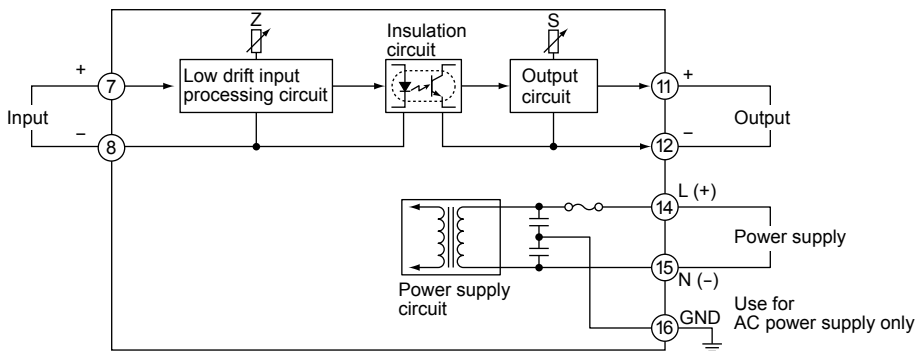 Z
Insulation
circuit
S
+
7
Low drift input
processing circuit
Output
circuit
11
+
Input
Output
−
8
12
−
L (+)
14
Power supply
15
N (−)
Power supply
circuit
Use for
AC power supply only
16
GND